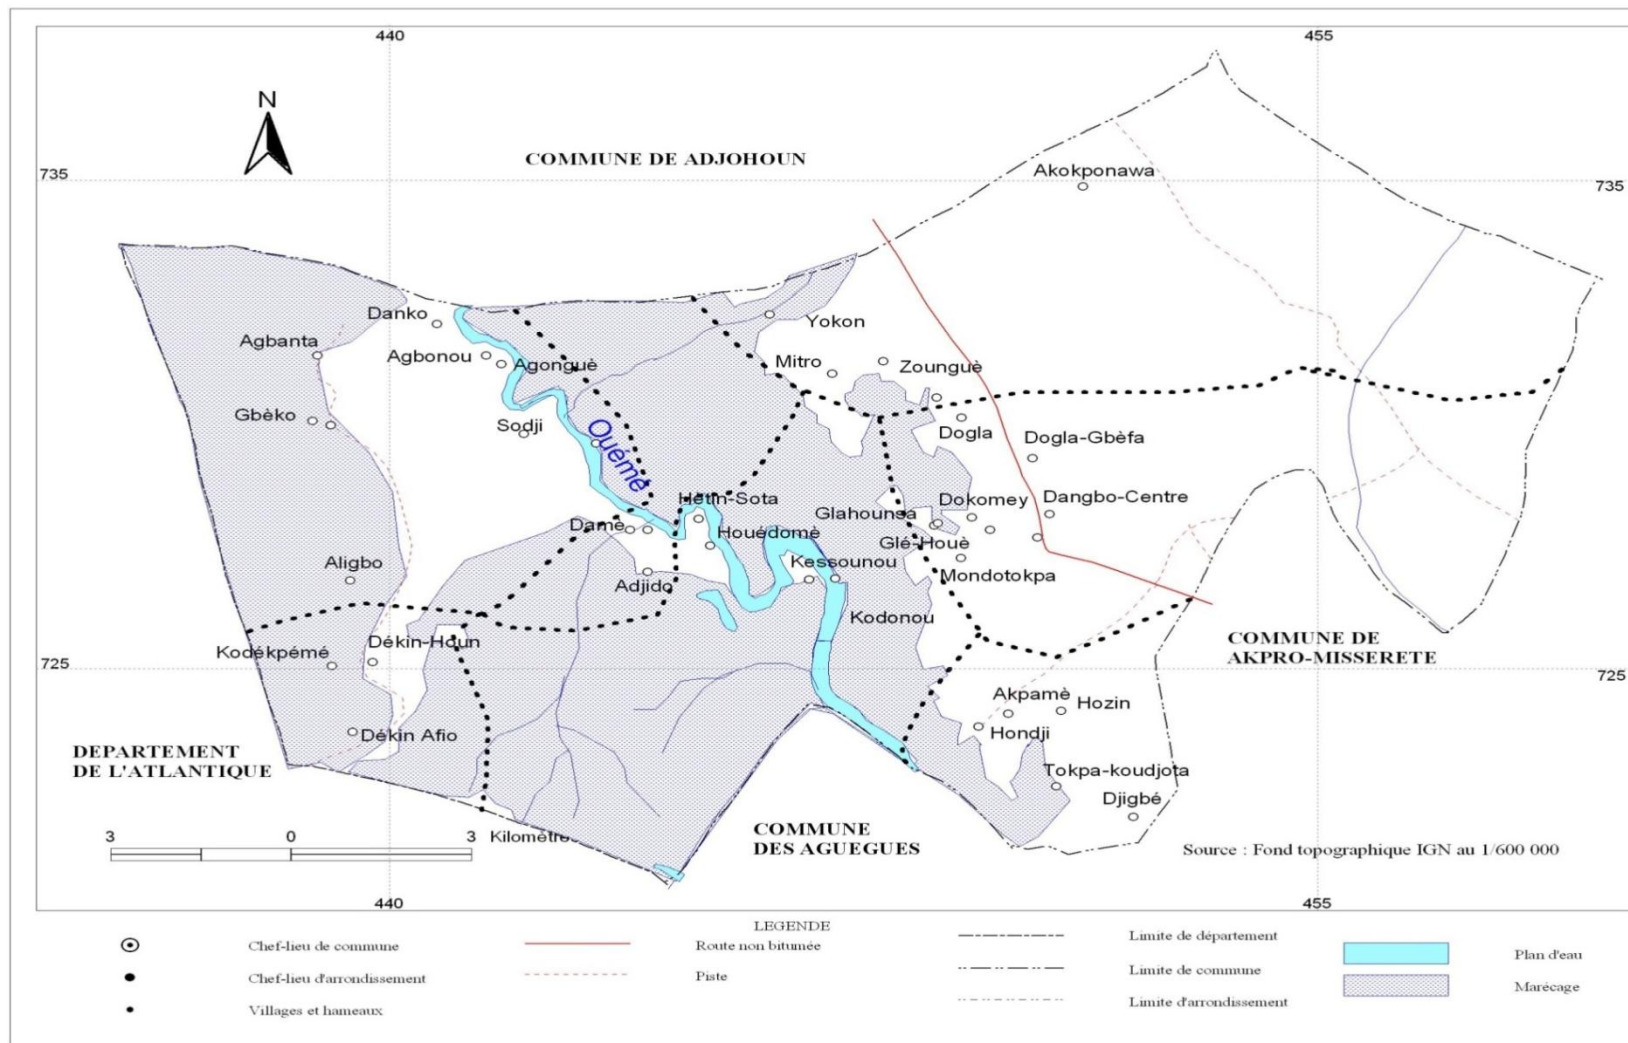 440
455
N
COMMUNE DE ADJOHOUN
735
735
Akokponawa
Danko
Yokon
Agbanta
Agbonou
Agonguè
Mitro
Zounguè
Gbèko
Sodji
Ouémé
Dogla
Dogla-Gbèfa
Hètin-Sota
Dokomey
Dangbo-Centre
Glahounsa
Damè
Houédomè
Glé-Houè
Aligbo
Adjido
Kessounou
Mondotokpa
Kodonou
Dékin-Houn
COMMUNE DE
AKPRO-MISSERETE
Kodékpémé
725
725
Akpamè
Hozin
Dékin Afio
Hondji
DEPARTEMENT
DE L'ATLANTIQUE
Tokpa-koudjota
Djigbé
3 0 3 Kilomètre
COMMUNE
DES AGUEGUES
Source : Fond topographique IGN au 1/600 000
440
455
LEGENDE
Chef-lieu de commune
Chef-lieu d'arrondissement
Villages et hameaux
Route non bitumée
Piste
Limite de département
Limite de commune
Limite d'arrondissement
Plan d'eau
Marécage